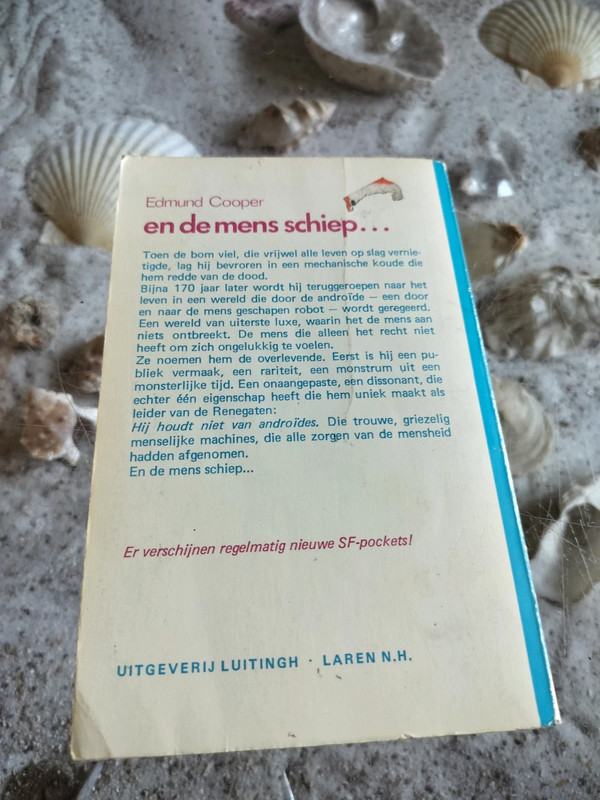 Edmund Cooper
en de mens schiep...
Toen de bom viel, die vrijwel alle leven op slag vernie-
tigde, lag hij bevroren in een mechanische koude die
hem redde van de dood.
Bijna 170 jaar later wordt hij teruggeroepen naar het
leven in een wereld die door de androïde — een door
en naar de mens geschapen robot — wordt geregeerd.
Een wereld van uiterste luxe, waarin het de mens aan
niets ontbreekt. De mens die alleen het recht niet
heeft om zich ongelukkig te voelen.
Ze noemen hem de overlevende. Eerst is hij een pu-
bliek vermaak, een rariteit, een monstrum uit een
monsterlijke tijd. Een onaangepaste, een dissonant, die
echter één eigenschap heeft die hem uniek maakt als
leider van de Renegaten:
Hij houdt niet van androïdes. Die trouwe, griezelig
menselijke machines, die alle zorgen van de mensheid
hadden afgenomen.
En de mens schiep...
Er verschijnen regelmatig nieuwe SF-pockets!
UITGEVERIJ LUITINGH · LAREN N.H.